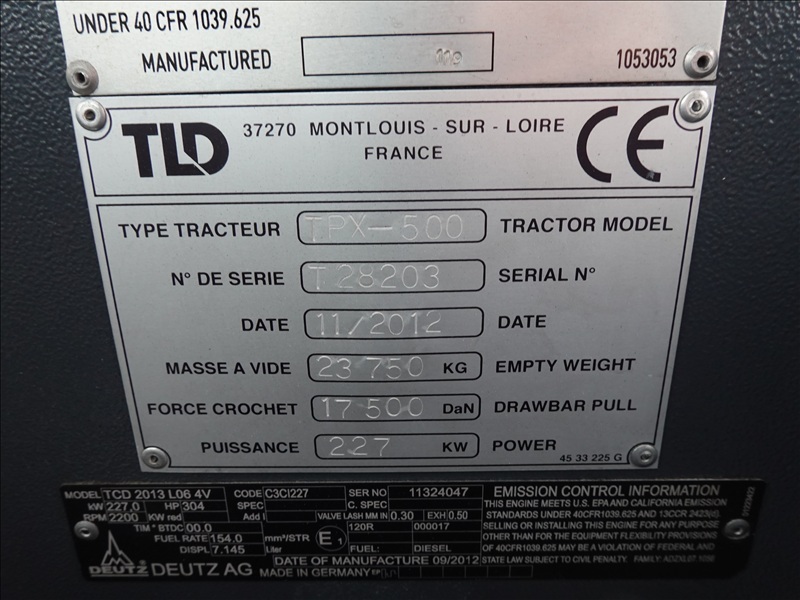 UNDER 40 CFR 1039.625
MANUFACTURED 1053053
TLD 37270 MONTLOUIS - SUR - LOIRE CE
FRANCE
TYPE TRACTEUR TPX-500 TRACTOR MODEL
N° DE SERIE T28203 SERIAL N°
DATE 11/2012 DATE
MASSE A VIDE 23 750 KG EMPTY WEIGHT
FORCE CROCHET 17 500 DaN DRAWBAR PULL
PUISSANCE 227 KW POWER
45 33 225 G
MODEL TCD 2013 L06 4V CODE C3CI227 SER NO 11324047 EMISSION CONTROL INFORMATION
kW 227,0 HP 304 SPEC C. SPEC THIS ENGINE MEETS U.S. EPA AND CALIFORNIA EMISSION
RPM 2200 KW red Add VALVE LASH MM IN 0.30 EXH 0.50 STANDARDS UNDER 40CFR1039.625 AND 13CCR 2423(d)
TIM° BTDC 00.0 120R 000017 SELLING OR INSTALLING THIS ENGINE FOR ANY PURPOSE
FUEL RATE 154.0 mm³/STR E1 OTHER THAN FOR THE EQUIPMENT FLEXIBILITY PROVISIONS
DISPL 7.145 Liter FUEL: DIESEL OF 40CFR1039.625 MAY BE A VIOLATION OF FEDERAL AND
DEUTZ DEUTZ AG DATE OF MANUFACTURE 09/2012 STATE LAW SUBJECT TO CIVIL PENALTY. FAMILY:
MADE IN GERMANY